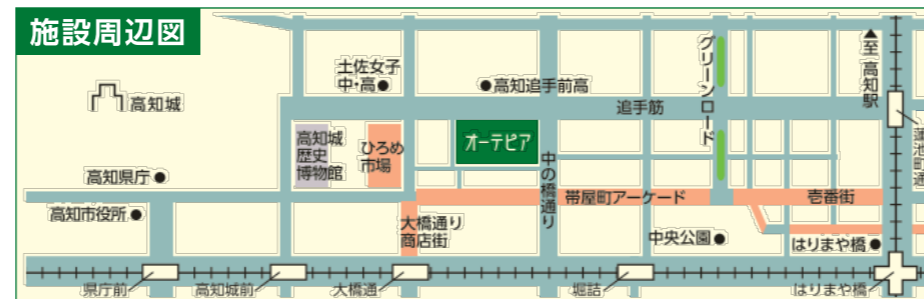 施設周辺図
高知城
土佐女子
中・高●
●高知追手前高
グリーンロード
▲至 高知駅
追手筋
蓮池町通
高知城
歴史
博物館
ひろめ
市場
オーテピア
中の橋通り
高知県庁●
高知市役所●
大橋通り
商店街
帯屋町アーケード
壱番街
中央公園●
はりまや橋●
県庁前
高知城前
大橋通
堀詰
はりまや橋